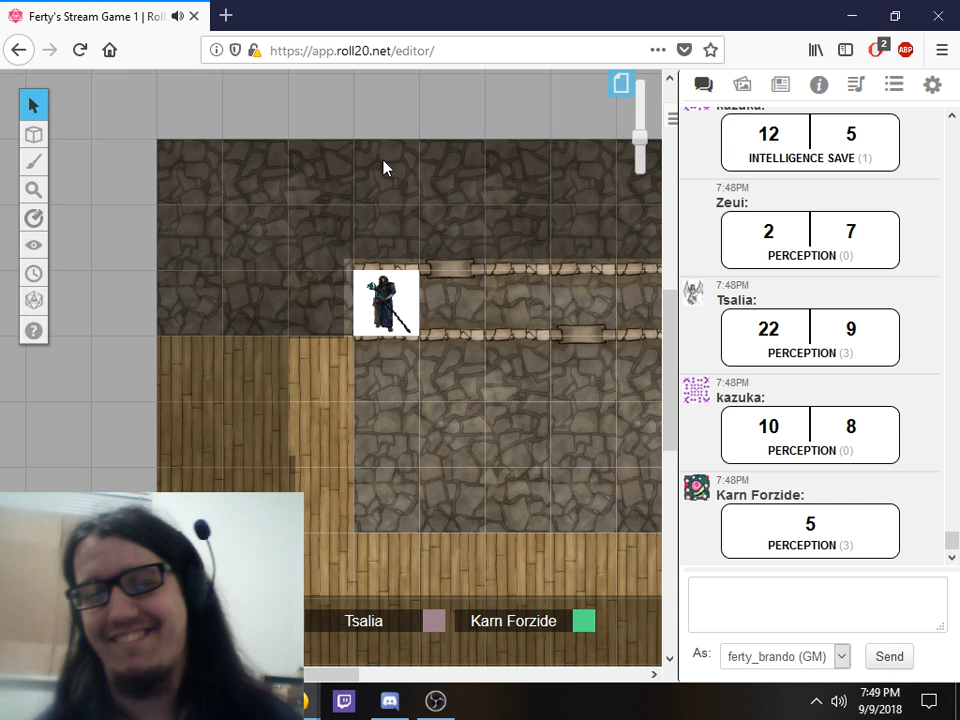 Ferty's Stream Game 1 | Roll
https://app.roll20.net/editor/
2
ABP
kazuka:
12 5
INTELLIGENCE SAVE (1)
7:48PM
Zeui:
2 7
PERCEPTION (0)
7:48PM
Tsalia:
22 9
PERCEPTION (3)
7:48PM
kazuka:
10 8
PERCEPTION (0)
7:48PM
Karn Forzide:
5
PERCEPTION (3)
Tsalia
Karn Forzide
As:
ferty_brando (GM)
Send
7:49 PM
9/9/2018